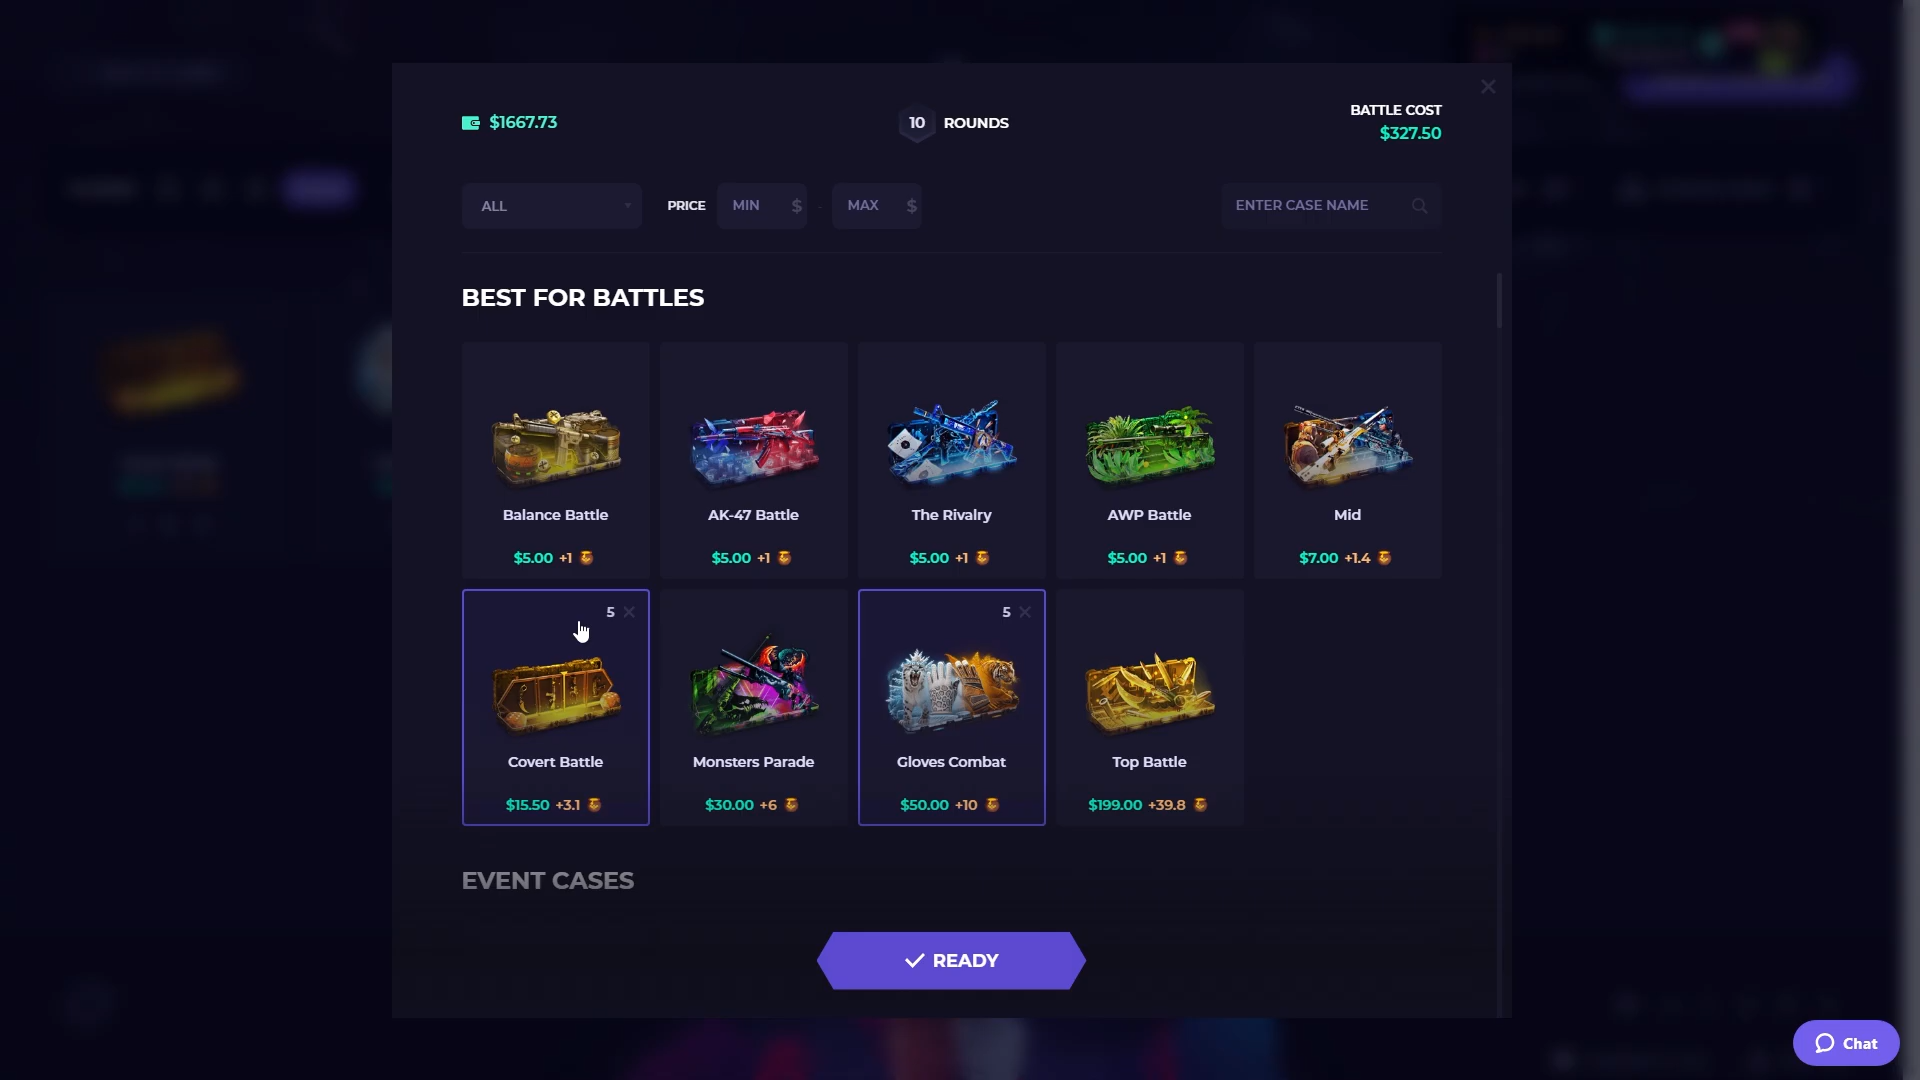 $1667.73
10 ROUNDS
BATTLE COST
$327.50
ALL
PRICE
MIN $
-
MAX $
ENTER CASE NAME
BEST FOR BATTLES
Balance Battle
$5.00 +1
AK-47 Battle
$5.00 +1
The Rivalry
$5.00 +1
AWP Battle
$5.00 +1
Mid
$7.00 +1.4
5
Covert Battle
$15.50 +3.1
Monsters Parade
$30.00 +6
5
Gloves Combat
$50.00 +10
Top Battle
$199.00 +39.8
EVENT CASES
READY
Chat